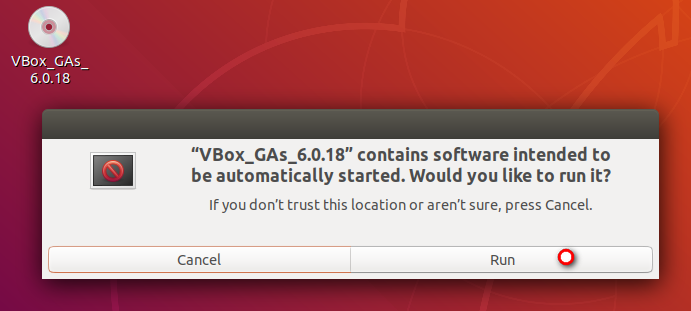 VBox_GAs_
6.0.18
“VBox_GAs_6.0.18” contains software intended to
be automatically started. Would you like to run it?
If you don’t trust this location or aren’t sure, press Cancel.
Cancel
Run